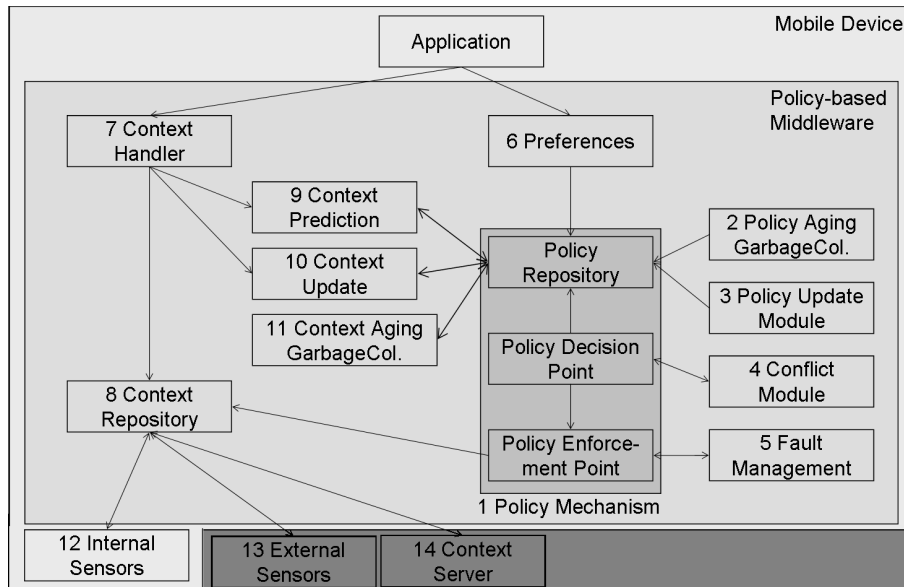 Mobile Device
Application
Policy-based
Middleware
7 Context
Handler
6 Preferences
9 Context
Prediction
2 Policy Aging
GarbageCol.
Policy
Repository
10 Context
Update
3 Policy Update
Module
11 Context Aging
GarbageCol.
Policy Decision
Point
4 Conflict
Module
8 Context
Repository
Policy Enforce-
ment Point
5 Fault
Management
1 Policy Mechanism
12 Internal
Sensors
13 External
Sensors
14 Context
Server